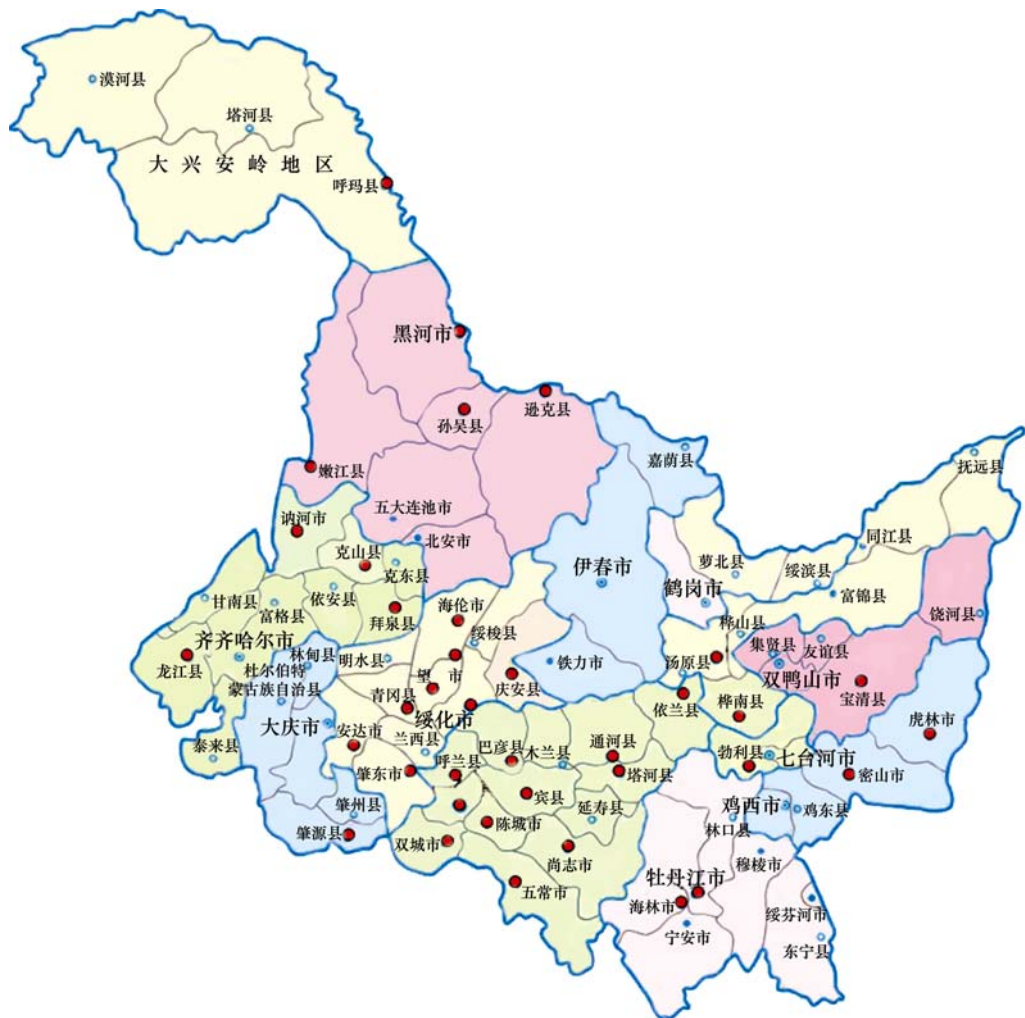 漠河县
塔河县
大兴安岭地区
呼玛县
黑河市
孙吴县
逊克县
嫩江县
嘉荫县
抚远县
五大连池市
讷河市
北安市
同江县
克山县
克东县
萝北县
绥滨县
伊春市
鹤岗市
富锦县
甘南县
富格县
依安县
拜泉县
海伦市
饶河县
绥梭县
桦山县
齐齐哈尔市
集贤县
友谊县
林甸县
明水县
铁力市
汤原县
龙江县
杜尔伯特
蒙古族自治县
望 市
庆安县
双鸭山市
青冈县
宝清县
大庆市
绥化市
依兰县
桦南县
虎林市
安达市
兰西县
泰来县
巴彦县
木兰县
通河县
勃利县
七台河市
呼兰县
肇东市
塔河县
密山市
肇州县
宾县
延寿县
鸡西市
鸡东县
肇源县
陈城市
林口县
双城市
尚志市
穆棱市
五常市
牡丹江市
海林市
绥芬河市
宁安市
东宁县